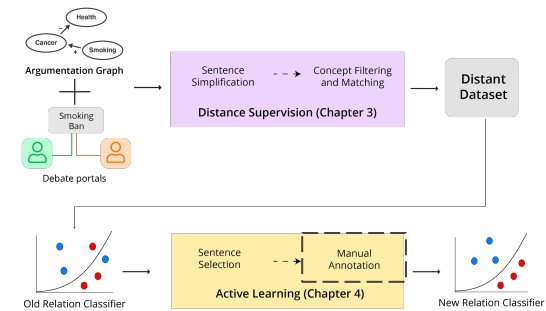 Health
−
Cancer
+
Smoking
Argumentation Graph
Smoking
Ban
Debate portals
Sentence
Simplification
Concept Filtering
and Matching
Distance Supervision (Chapter 3)
Distant
Dataset
Old Relation Classifier
Sentence
Selection
Manual
Annotation
Active Learning (Chapter 4)
New Relation Classifier